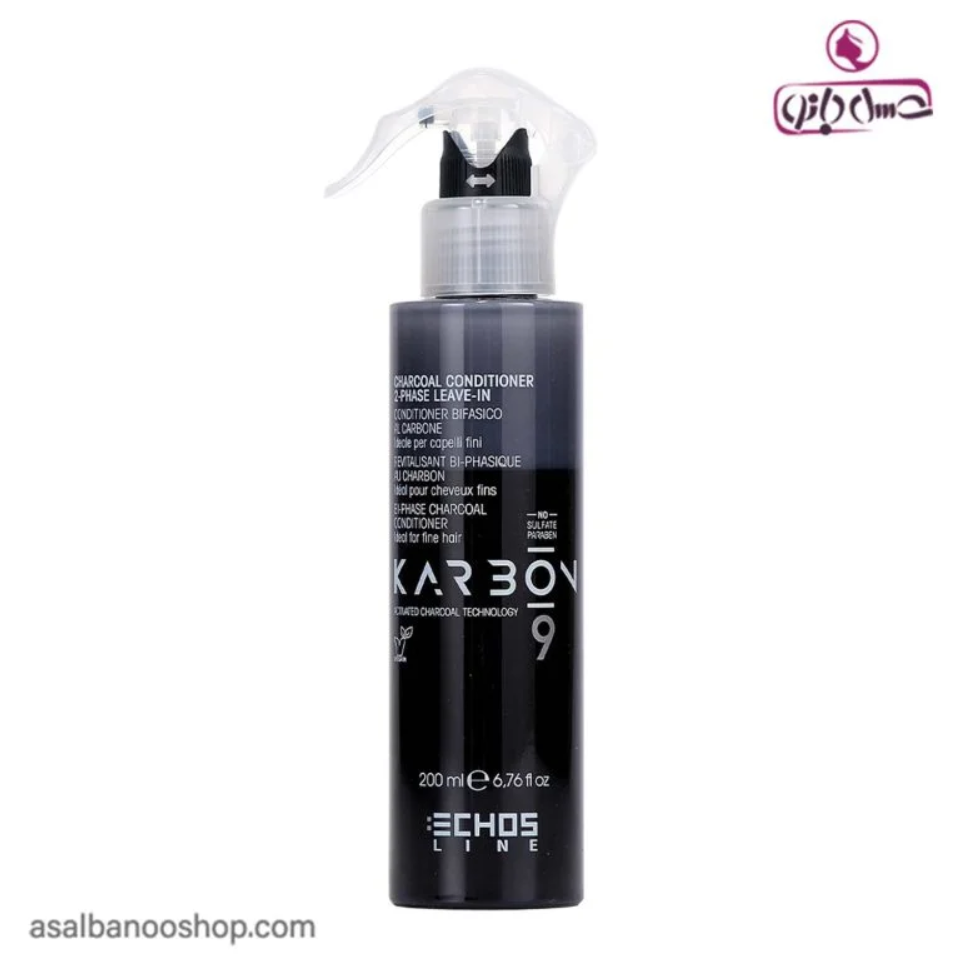 عسل بانو
CHARCOAL CONDITIONER
2-PHASE LEAVE-IN
CONDITIONER BIFASICO
AL CARBONE
Ideale per capelli fini
REVITALISANT BI-PHASIQUE
AU CHARBON
Idéal pour cheveux fins
BI-PHASE CHARCOAL
CONDITIONER
Ideal for fine hair
NO
SULFATE
PARABEN
KARBON
9
ACTIVATED CHARCOAL TECHNOLOGY
VEGAN
200 ml e 6,76 fl oz
ECHOS
LINE
asalbanooshop.com